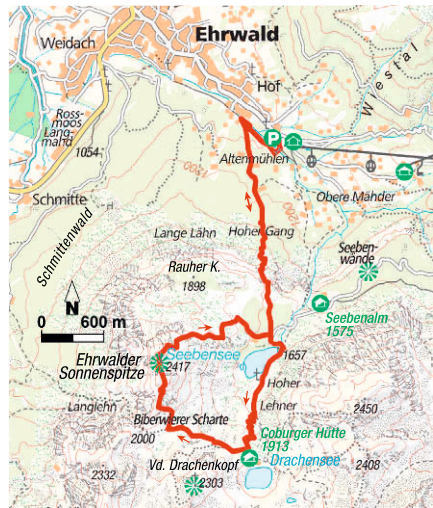 Ehrwald
Weidach
Hof
Wiestal
Ross-
moos
Lang-
mahd
P
1054
Altenmühlen
Schmitte
Obere Mähder
Schmittenwald
Lange Lähn
Hoher Gang
Seeben-
wände
Rauher K.
1898
N
0 600 m
Seebenalm
1575
Seebensee
1657
Ehrwalder
Sonnenspitze
2417
Hoher
Lehner
Biberwierer Scharte
2450
2000
Coburger Hütte
1913
Vd. Drachenkopf
Drachensee
2332
2408
2303